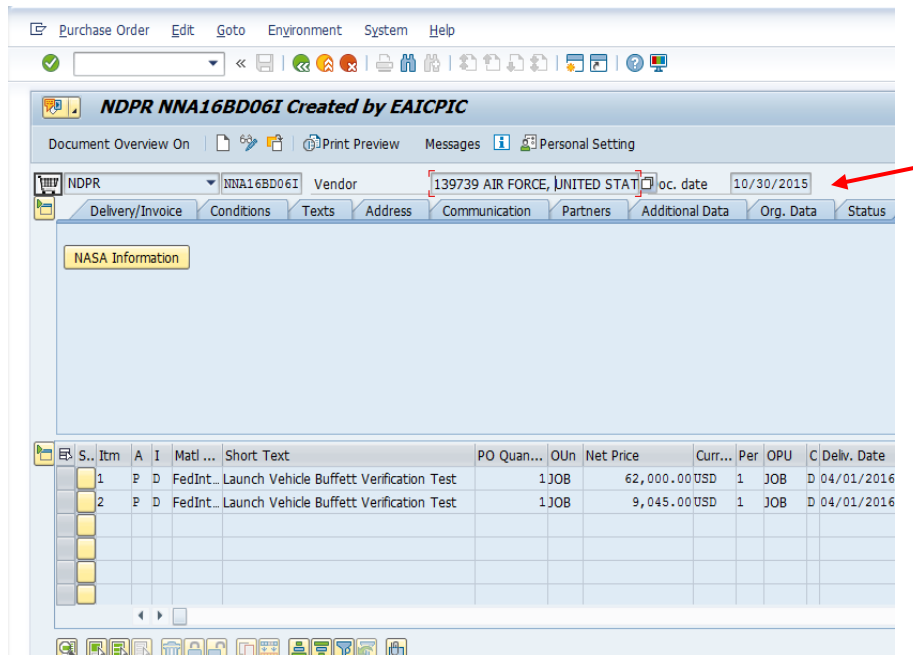 Purchase Order Edit Goto Environment System Help
NDPR NNA16BD06I Created by EAICPIC
Document Overview On Print Preview Messages Personal Setting
NDPR NNA16BD06I Vendor 139739 AIR FORCE, UNITED STAT oc. date 10/30/2015
Delivery/Invoice Conditions Texts Address Communication Partners Additional Data Org. Data Status
NASA Information
S.. Itm A I Matl ... Short Text PO Quan... OUn Net Price Curr... Per OPU C Deliv. Date
1 P D FedInt... Launch Vehicle Buffett Verification Test 1 JOB 62,000.00 USD 1 JOB D 04/01/2016
2 P D FedInt... Launch Vehicle Buffett Verification Test 1 JOB 9,045.00 USD 1 JOB D 04/01/2016